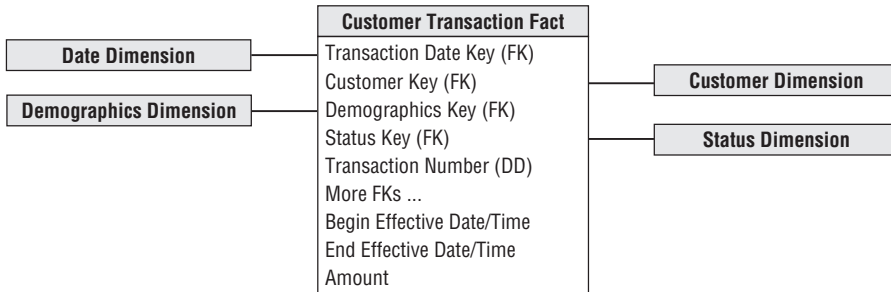 Customer Transaction Fact
Date Dimension
Transaction Date Key (FK)
Customer Key (FK)
Customer Dimension
Demographics Dimension
Demographics Key (FK)
Status Key (FK)
Status Dimension
Transaction Number (DD)
More FKs ...
Begin Effective Date/Time
End Effective Date/Time
Amount